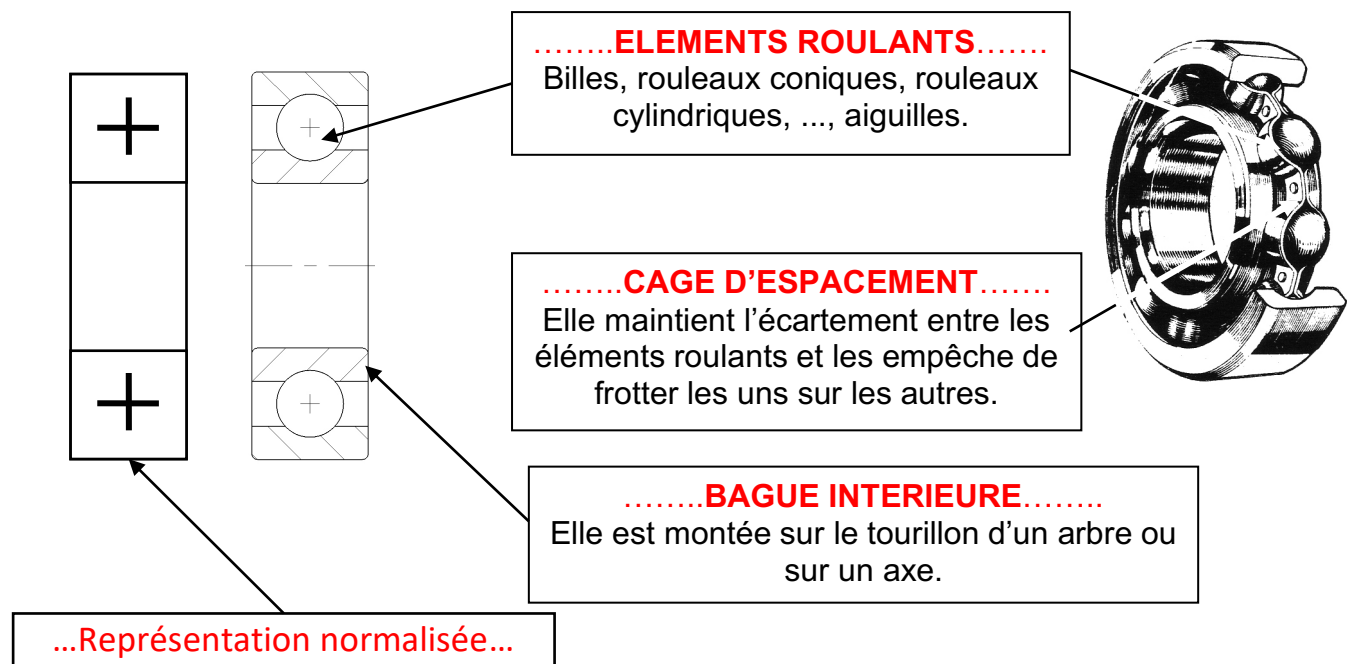 ……..ELEMENTS ROULANTS…….
Billes, rouleaux coniques, rouleaux
cylindriques, ..., aiguilles.
……..CAGE D’ESPACEMENT…….
Elle maintient l’écartement entre les
éléments roulants et les empêche de
frotter les uns sur les autres.
……..BAGUE INTERIEURE……..
Elle est montée sur le tourillon d’un arbre ou
sur un axe.
…Représentation normalisée…